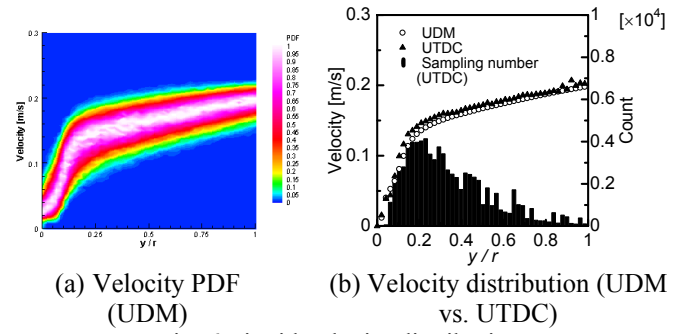 PDF
1
0.95
0.9
0.85
0.8
0.75
0.7
0.65
0.6
0.55
0.5
0.45
0.4
0.35
0.3
0.25
0.2
0.15
0.1
0.05
0
Velocity [m/s]
0.3
0.2
0.1
0
0 0.25 0.5 0.75 1
y / r
Velocity [m/s]
0.3
0.2
0.1
0
UDM
UTDC
Sampling number
(UTDC)
1 [×10⁴]
0.8
0.6
0.4
0.2
0
Count
0 0.2 0.4 0.6 0.8 1
y / r
(a) Velocity PDF
(UDM)
(b) Velocity distribution (UDM
vs. UTDC)